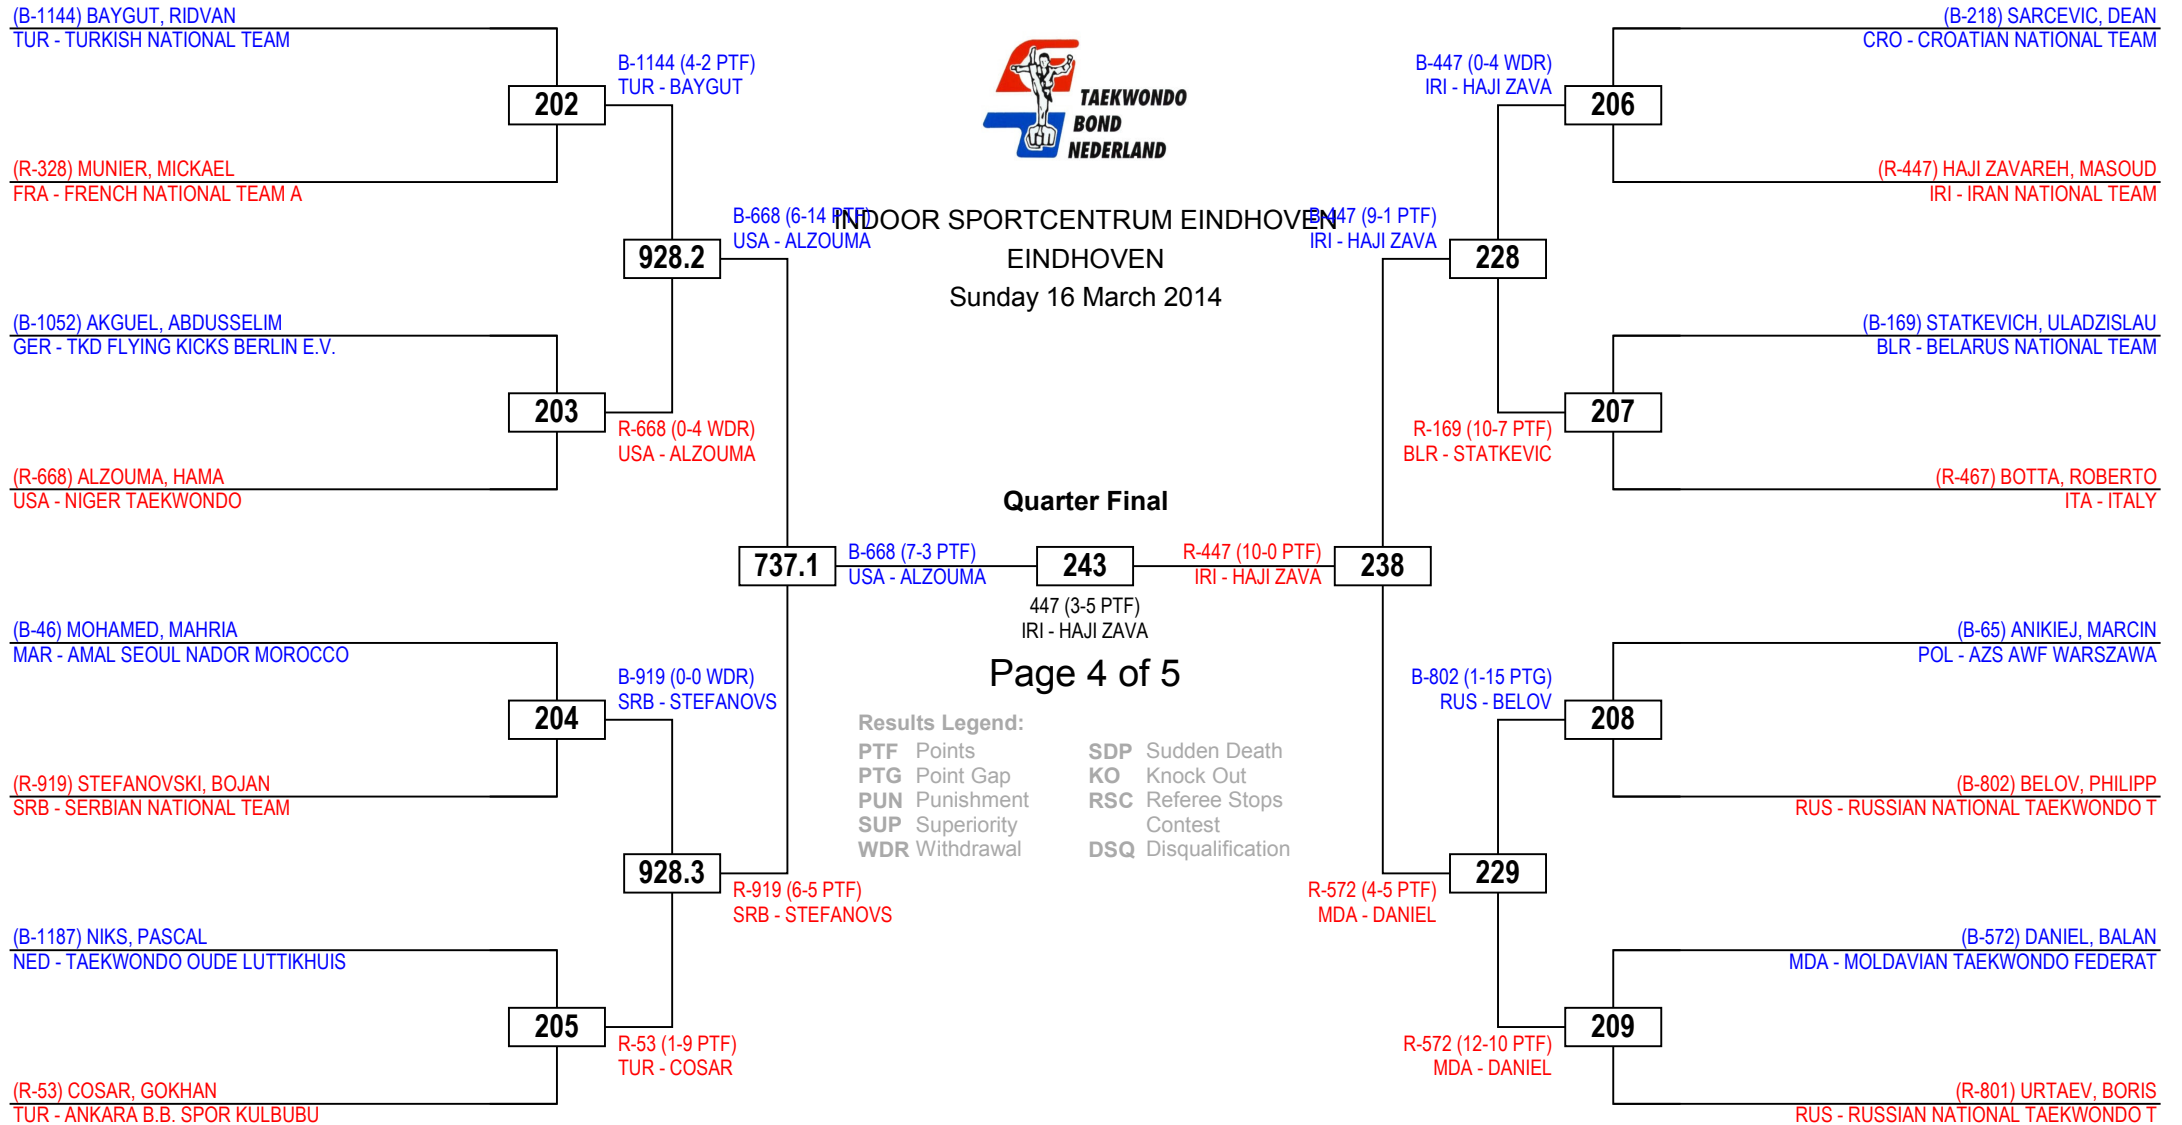 (B-1144) BAYGUT, RIDVAN
TUR - TURKISH NATIONAL TEAM
B-1144 (4-2 PTF)
TUR - BAYGUT
202
(R-328) MUNIER, MICKAEL
FRA - FRENCH NATIONAL TEAM A
B-668 (6-14 PTF)
USA - ALZOUMA
928.2
(B-1052) AKGUEL, ABDUSSELIM
GER - TKD FLYING KICKS BERLIN E.V.
203
R-668 (0-4 WDR)
USA - ALZOUMA
(R-668) ALZOUMA, HAMA
USA - NIGER TAEKWONDO
737.1
B-668 (7-3 PTF)
USA - ALZOUMA
(B-46) MOHAMED, MAHRIA
MAR - AMAL SEOUL NADOR MOROCCO
B-919 (0-0 WDR)
SRB - STEFANOVS
204
(R-919) STEFANOVSKI, BOJAN
SRB - SERBIAN NATIONAL TEAM
928.3
R-919 (6-5 PTF)
SRB - STEFANOVS
(B-1187) NIKS, PASCAL
NED - TAEKWONDO OUDE LUTTIKHUIS
205
R-53 (1-9 PTF)
TUR - COSAR
(R-53) COSAR, GOKHAN
TUR - ANKARA B.B. SPOR KULBUBU
TAEKWONDO
BOND
NEDERLAND
INDOOR SPORTCENTRUM EINDHOVEN
EINDHOVEN
Sunday 16 March 2014
Quarter Final
243
447 (3-5 PTF)
IRI - HAJI ZAVA
Page 4 of 5
Results Legend:
PTF Points
PTG Point Gap
PUN Punishment
SUP Superiority
WDR Withdrawal
SDP Sudden Death
KO Knock Out
RSC Referee Stops
Contest
DSQ Disqualification
(B-218) SARCEVIC, DEAN
CRO - CROATIAN NATIONAL TEAM
B-447 (0-4 WDR)
IRI - HAJI ZAVA
206
(R-447) HAJI ZAVAREH, MASOUD
IRI - IRAN NATIONAL TEAM
B-447 (9-1 PTF)
IRI - HAJI ZAVA
228
(B-169) STATKEVICH, ULADZISLAU
BLR - BELARUS NATIONAL TEAM
207
R-169 (10-7 PTF)
BLR - STATKEVIC
(R-467) BOTTA, ROBERTO
ITA - ITALY
R-447 (10-0 PTF)
IRI - HAJI ZAVA
238
(B-65) ANIKIEJ, MARCIN
POL - AZS AWF WARSZAWA
B-802 (1-15 PTG)
RUS - BELOV
208
(B-802) BELOV, PHILIPP
RUS - RUSSIAN NATIONAL TAEKWONDO T
229
R-572 (4-5 PTF)
MDA - DANIEL
(B-572) DANIEL, BALAN
MDA - MOLDAVIAN TAEKWONDO FEDERAT
209
R-572 (12-10 PTF)
MDA - DANIEL
(R-801) URTAEV, BORIS
RUS - RUSSIAN NATIONAL TAEKWONDO T